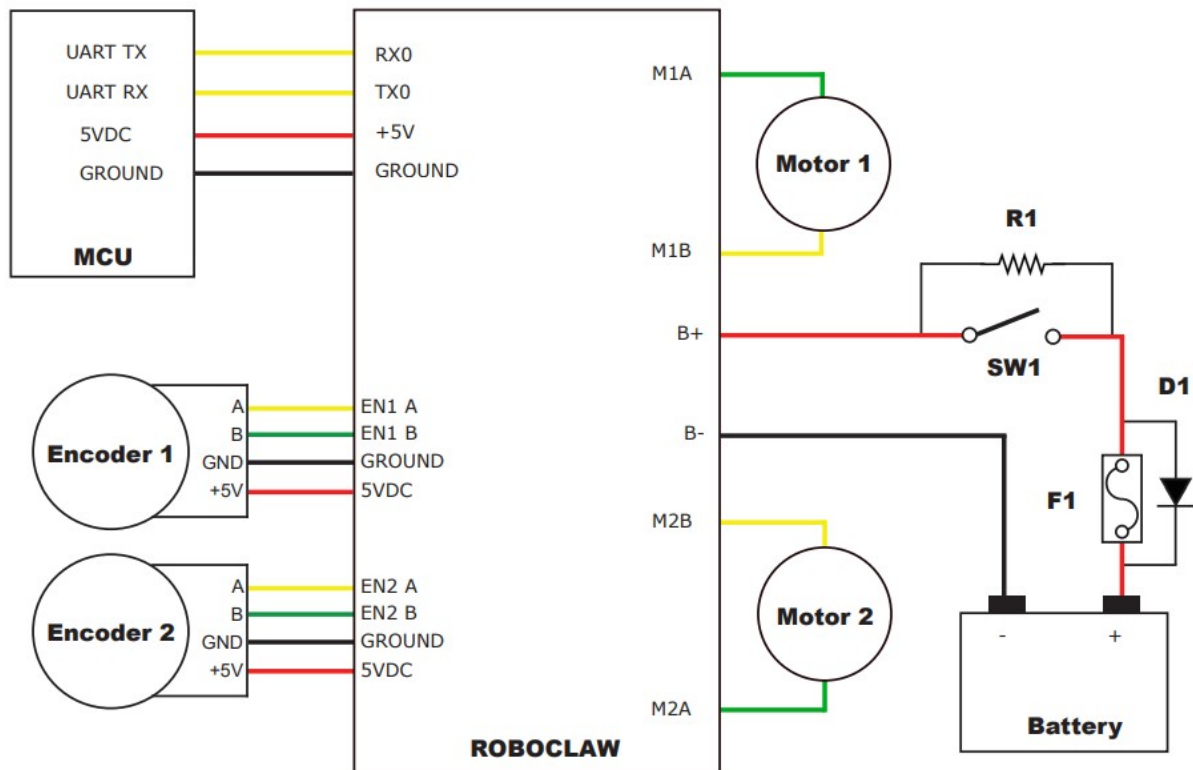 UART TX
UART RX
5VDC
GROUND
MCU
RX0
TX0
+5V
GROUND
M1A
Motor 1
M1B
R1
B+
SW1
D1
B-
F1
A
B
GND
+5V
Encoder 1
EN1 A
EN1 B
GROUND
5VDC
A
B
GND
+5V
Encoder 2
EN2 A
EN2 B
GROUND
5VDC
M2B
Motor 2
M2A
- +
Battery
ROBOCLAW